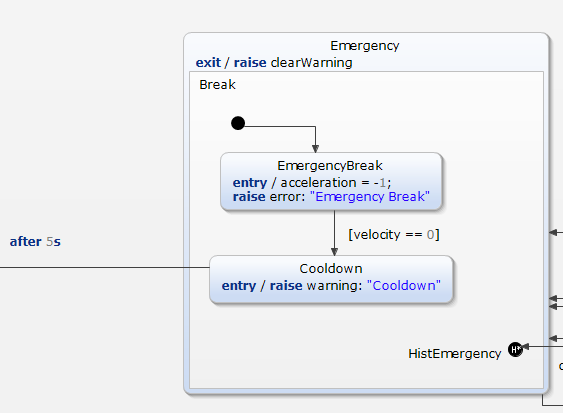 Emergency
exit / raise clearWarning
Break
EmergencyBreak
entry / acceleration = -1;
raise error: "Emergency Break"
[velocity == 0]
after 5s
Cooldown
entry / raise warning: "Cooldown"
HistEmergency
H*